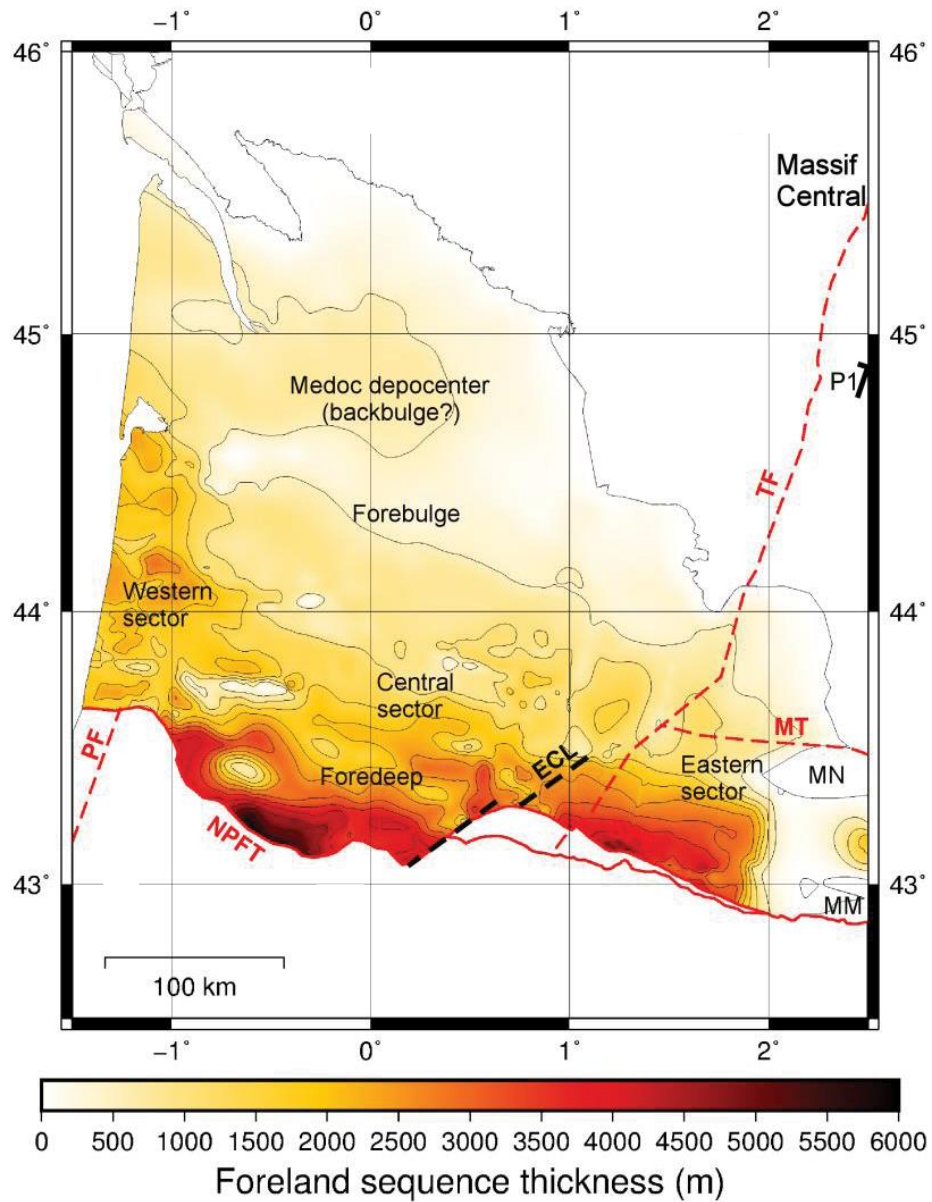 −1°
0°
1°
2°
46°
46°
Massif
Central
45°
45°
P1
Medoc depocenter
(backbulge?)
TF
Forebulge
44°
44°
Western
sector
Central
sector
MT
PF
ECL
Eastern
sector
MN
Foredeep
NPFT
43°
43°
MM
100 km
−1°
0°
1°
2°
0 500 1000 1500 2000 2500 3000 3500 4000 4500 5000 5500 6000
Foreland sequence thickness (m)